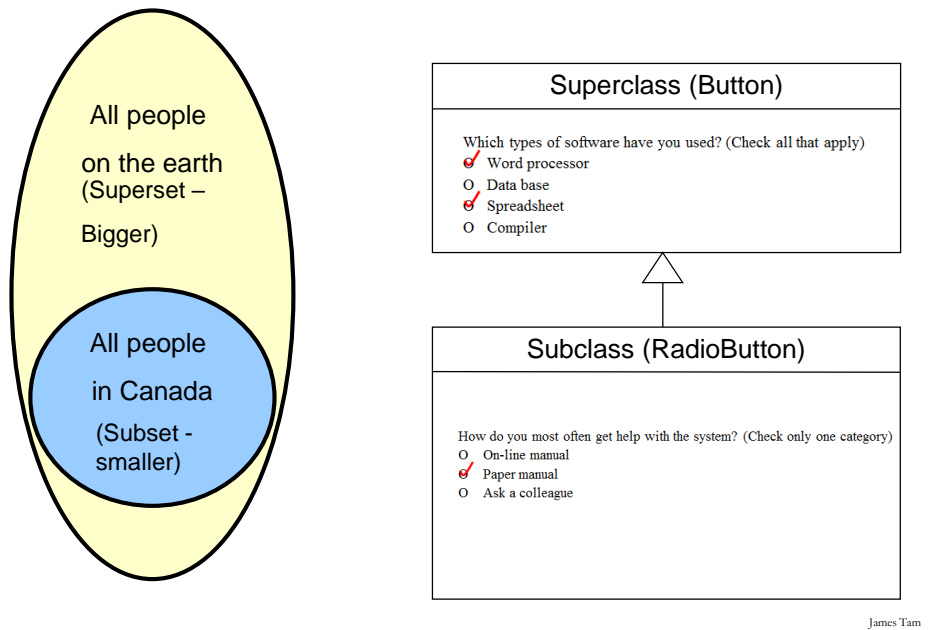 All people
on the earth
(Superset –
Bigger)
All people
in Canada
(Subset -
smaller)
Superclass (Button)
Which types of software have you used? (Check all that apply)
O Word processor
O Data base
O Spreadsheet
O Compiler
Subclass (RadioButton)
How do you most often get help with the system? (Check only one category)
O On-line manual
O Paper manual
O Ask a colleague
James Tam